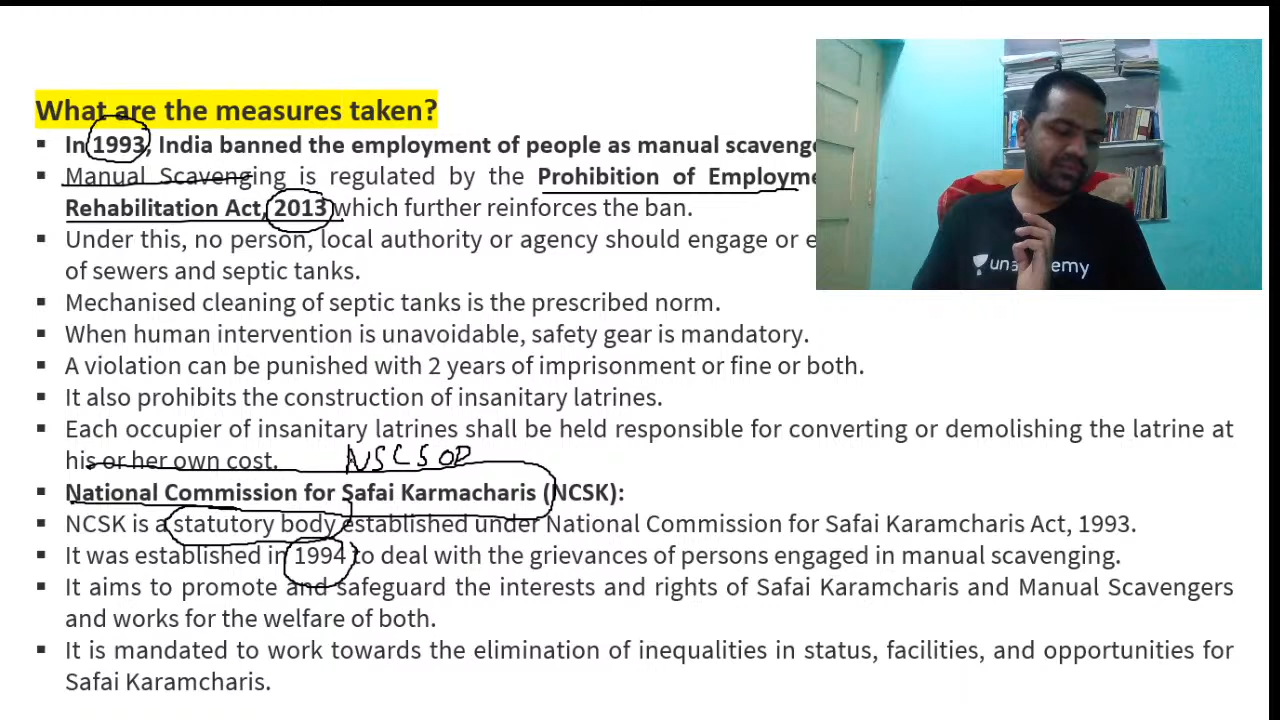 What are the measures taken?
▪ In 1993, India banned the employment of people as manual scavenge
▪ Manual Scavenging is regulated by the Prohibition of Employme
Rehabilitation Act, 2013 which further reinforces the ban.
▪ Under this, no person, local authority or agency should engage or e
of sewers and septic tanks.
▪ Mechanised cleaning of septic tanks is the prescribed norm.
▪ When human intervention is unavoidable, safety gear is mandatory.
▪ A violation can be punished with 2 years of imprisonment or fine or both.
▪ It also prohibits the construction of insanitary latrines.
▪ Each occupier of insanitary latrines shall be held responsible for converting or demolishing the latrine at
his or her own cost.
▪ National Commission for Safai Karmacharis (NCSK):
▪ NCSK is a statutory body established under National Commission for Safai Karamcharis Act, 1993.
▪ It was established in 1994 to deal with the grievances of persons engaged in manual scavenging.
▪ It aims to promote and safeguard the interests and rights of Safai Karamcharis and Manual Scavengers
and works for the welfare of both.
▪ It is mandated to work towards the elimination of inequalities in status, facilities, and opportunities for
Safai Karamcharis.